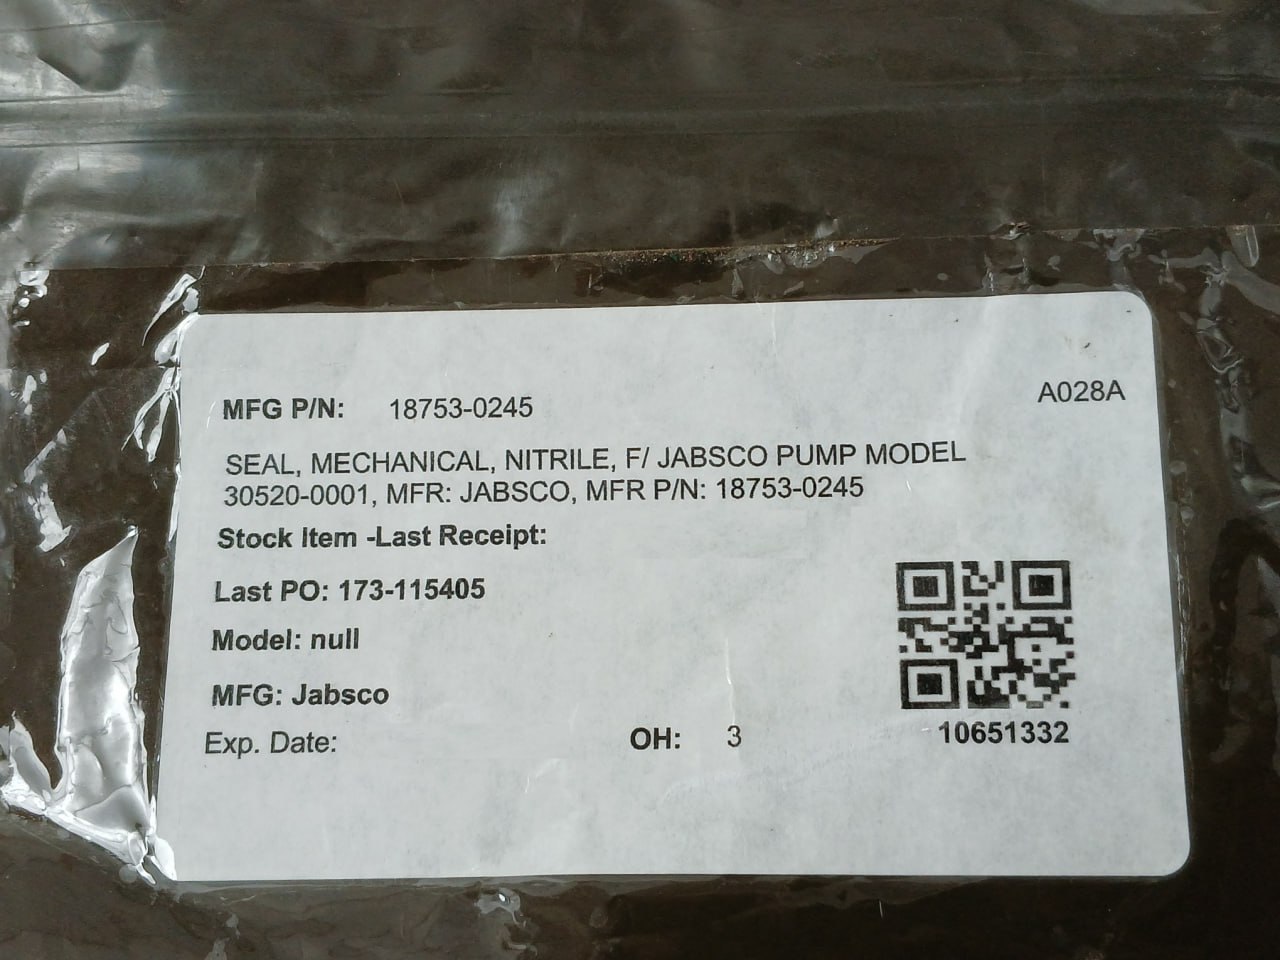 MFG P/N: 18753-0245
A028A
SEAL, MECHANICAL, NITRILE, F/ JABSCO PUMP MODEL
30520-0001, MFR: JABSCO, MFR P/N: 18753-0245
Stock Item -Last Receipt:
Last PO: 173-115405
Model: null
MFG: Jabsco
Exp. Date:
OH: 3
10651332